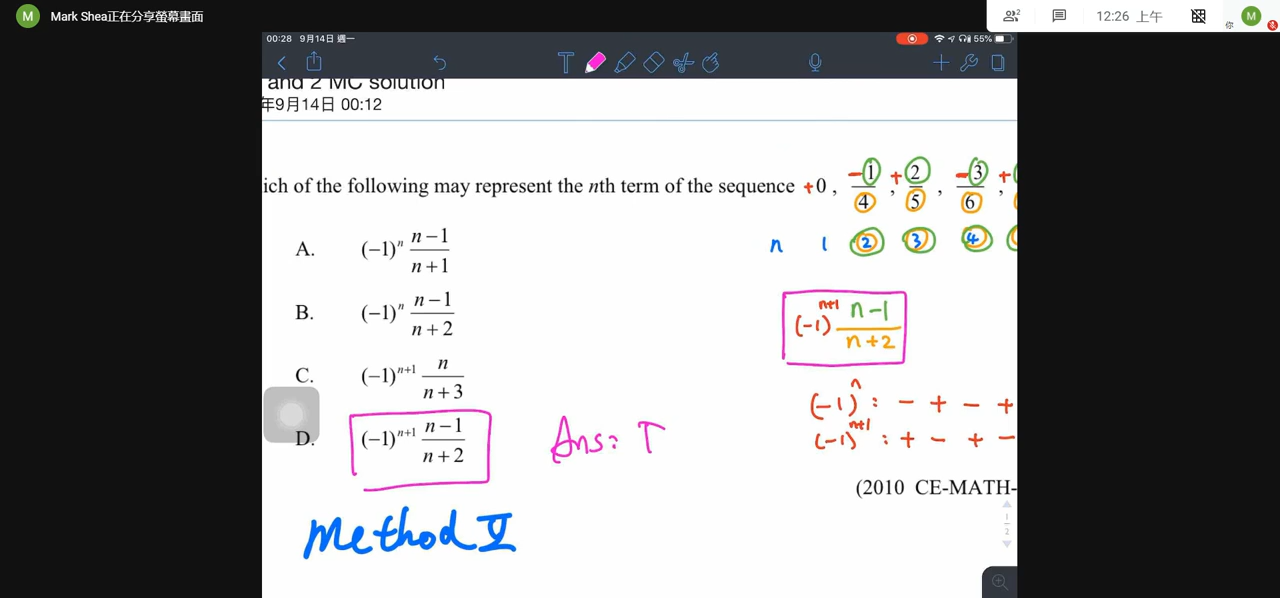 M Mark Shea正在分享螢幕畫面
2 12:26 上午 你 M
00:28 9月14日 週一 55%
T
and 2 MC solution
年9月14日 00:12
ich of the following may represent the nth term of the sequence +0, -1/4, +2/5, -3/6, +
n 1 2 3 4
A. (−1)^n (n−1)/(n+1)
B. (−1)^n (n−1)/(n+2)
(-1)^(n+1) (n-1)/(n+2)
C. (−1)^(n+1) n/(n+3)
(-1)^n : - + - +
D. (−1)^(n+1) (n−1)/(n+2)
Ans:
(-1)^(n+1) : + - + -
(2010 CE-MATH-
1/2
Method V